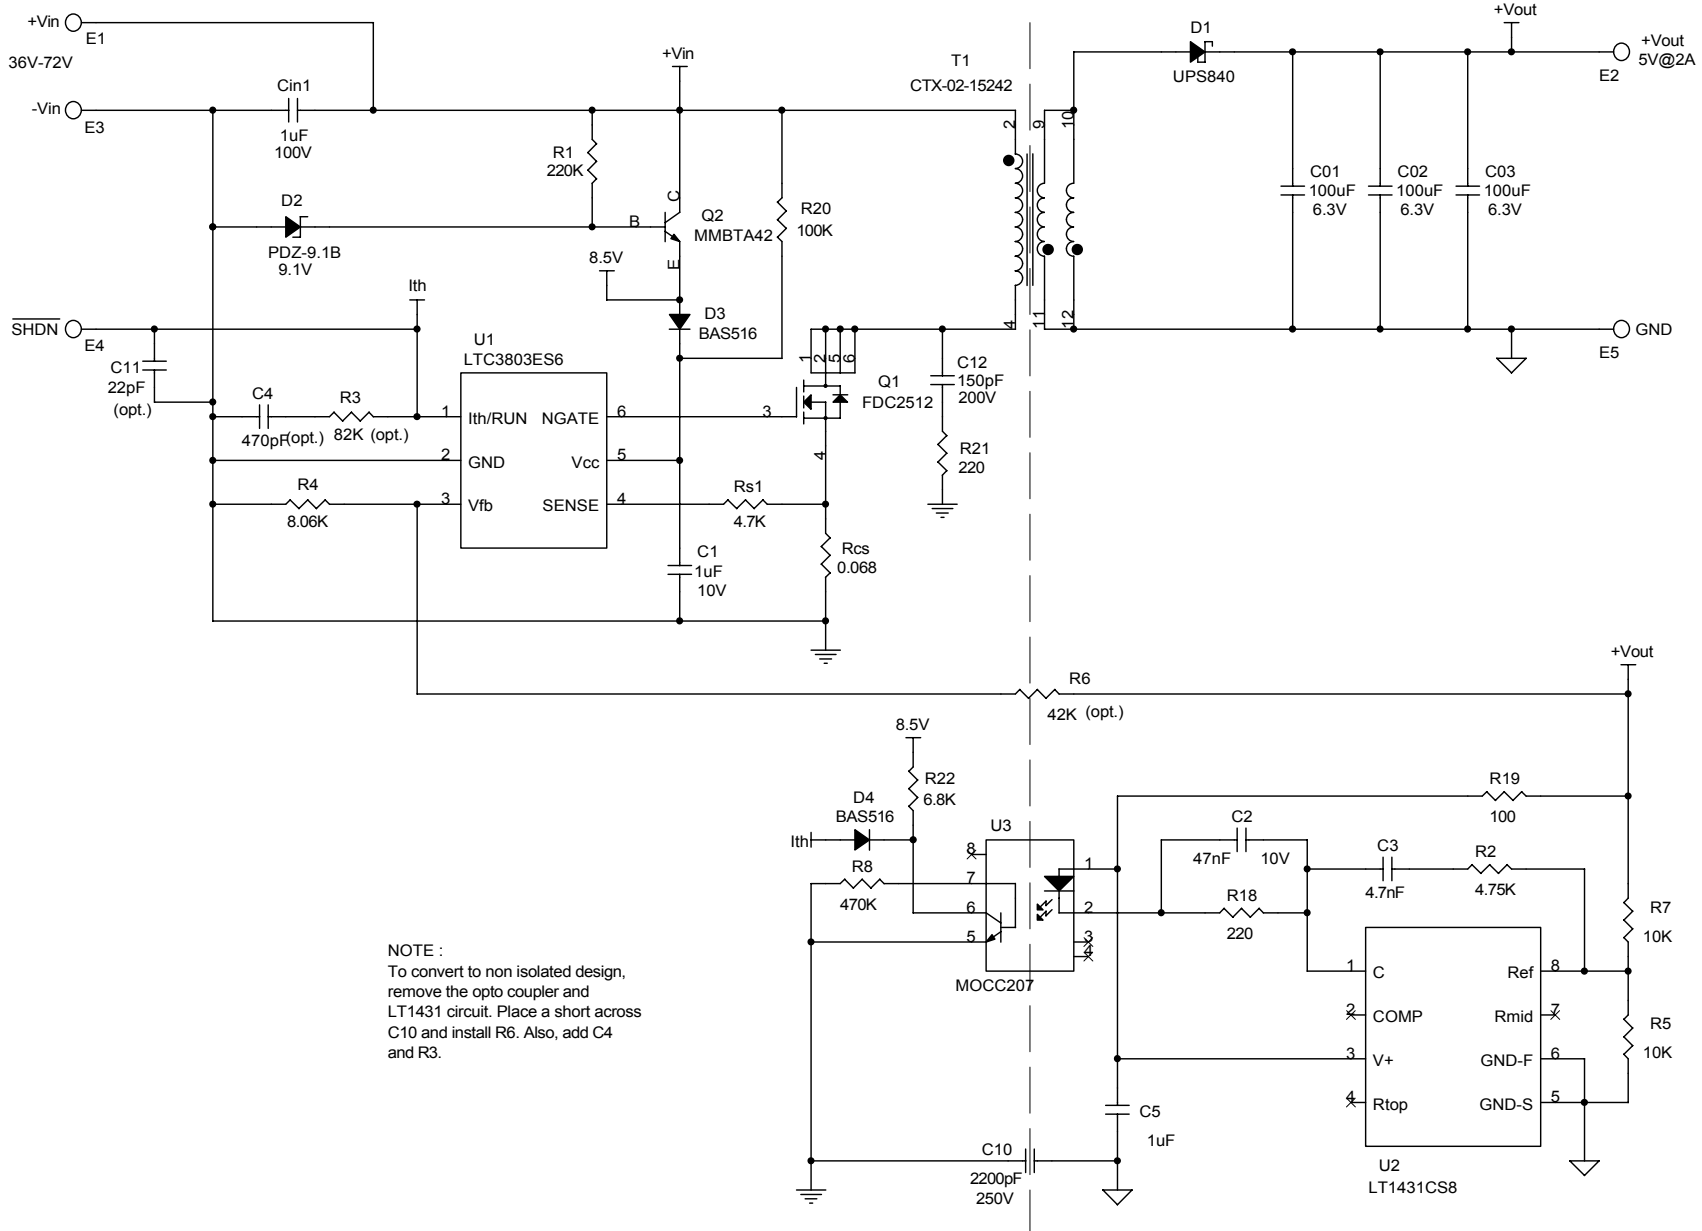 +Vin
E1
36V-72V
-Vin
E3
Cin1
1uF
100V
+Vin
R1
220K
D2
PDZ-9.1B
9.1V
B
C
E
Q2
MMBTA42
R20
100K
8.5V
D3
BAS516
Ith
SHDN
E4
C11
22pF
(opt.)
C4
470pF(opt.)
R3
82K (opt.)
R4
8.06K
U1
LTC3803ES6
1 Ith/RUN NGATE 6
2 GND Vcc 5
3 Vfb SENSE 4
C1
1uF
10V
Rs1
4.7K
Rcs
0.068
1 2 5 6
3
4
Q1
FDC2512
C12
150pF
200V
R21
220
T1
CTX-02-15242
2
4
9
10
11
12
D1
UPS840
+Vout
+Vout
5V@2A
E2
C01
100uF
6.3V
C02
100uF
6.3V
C03
100uF
6.3V
GND
E5
+Vout
R6
42K (opt.)
8.5V
R22
6.8K
D4
BAS516
Ith
R8
470K
U3
8
7
6
5
1
2
3
4
MOCC207
R19
100
C2
47nF 10V
R18
220
C3
4.7nF
R2
4.75K
R7
10K
R5
10K
1 C Ref 8
2 COMP Rmid 7
3 V+ GND-F 6
4 Rtop GND-S 5
U2
LT1431CS8
C5
1uF
C10
2200pF
250V
NOTE :
To convert to non isolated design,
remove the opto coupler and
LT1431 circuit. Place a short across
C10 and install R6. Also, add C4
and R3.